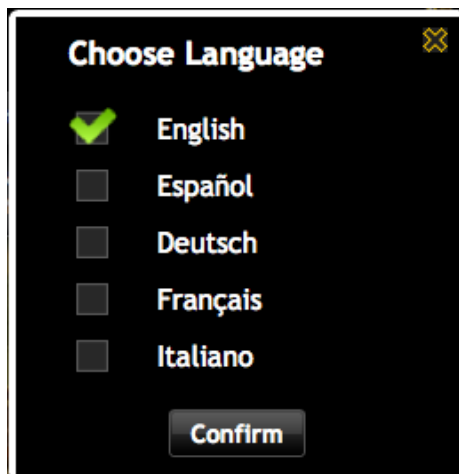 Choose Language
English
Español
Deutsch
Français
Italiano
Confirm